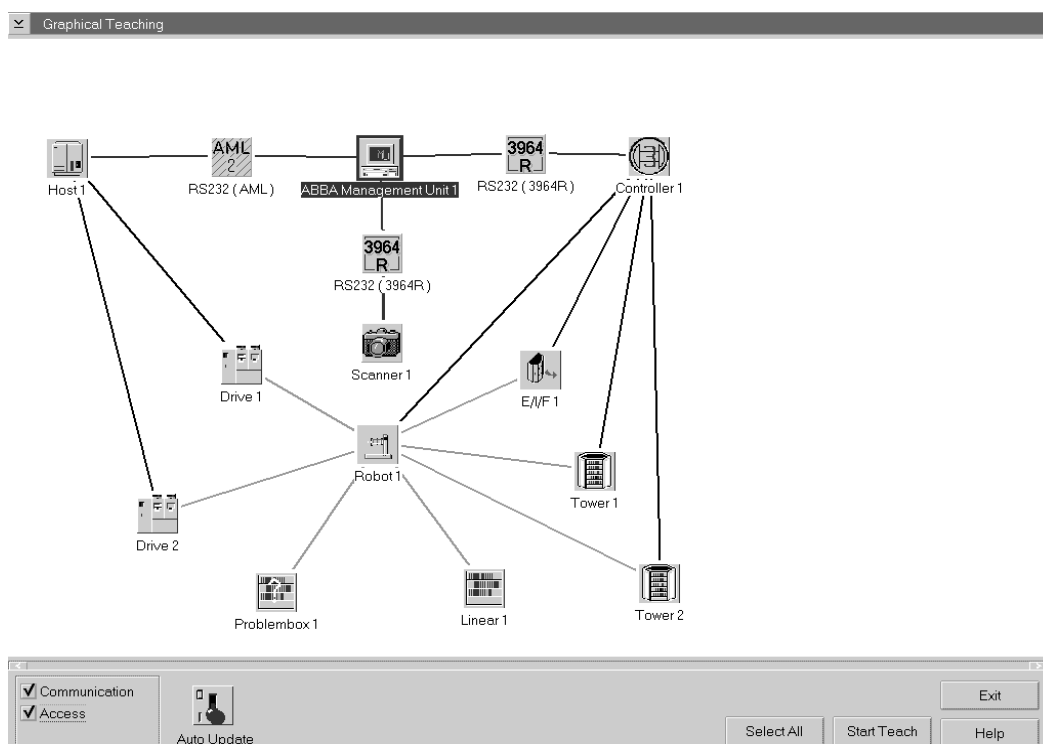 Graphical Teaching
AML
2
3964
R
Host 1
RS232 ( AML )
ABBA Management Unit 1
RS232 ( 3964R )
Controller 1
3964
R
RS232 ( 3964R )
Scanner 1
Drive 1
E/I/F 1
Robot 1
Tower 1
Drive 2
Problembox 1
Linear 1
Tower 2
Communication
Access
Auto Update
Select All
Start Teach
Exit
Help